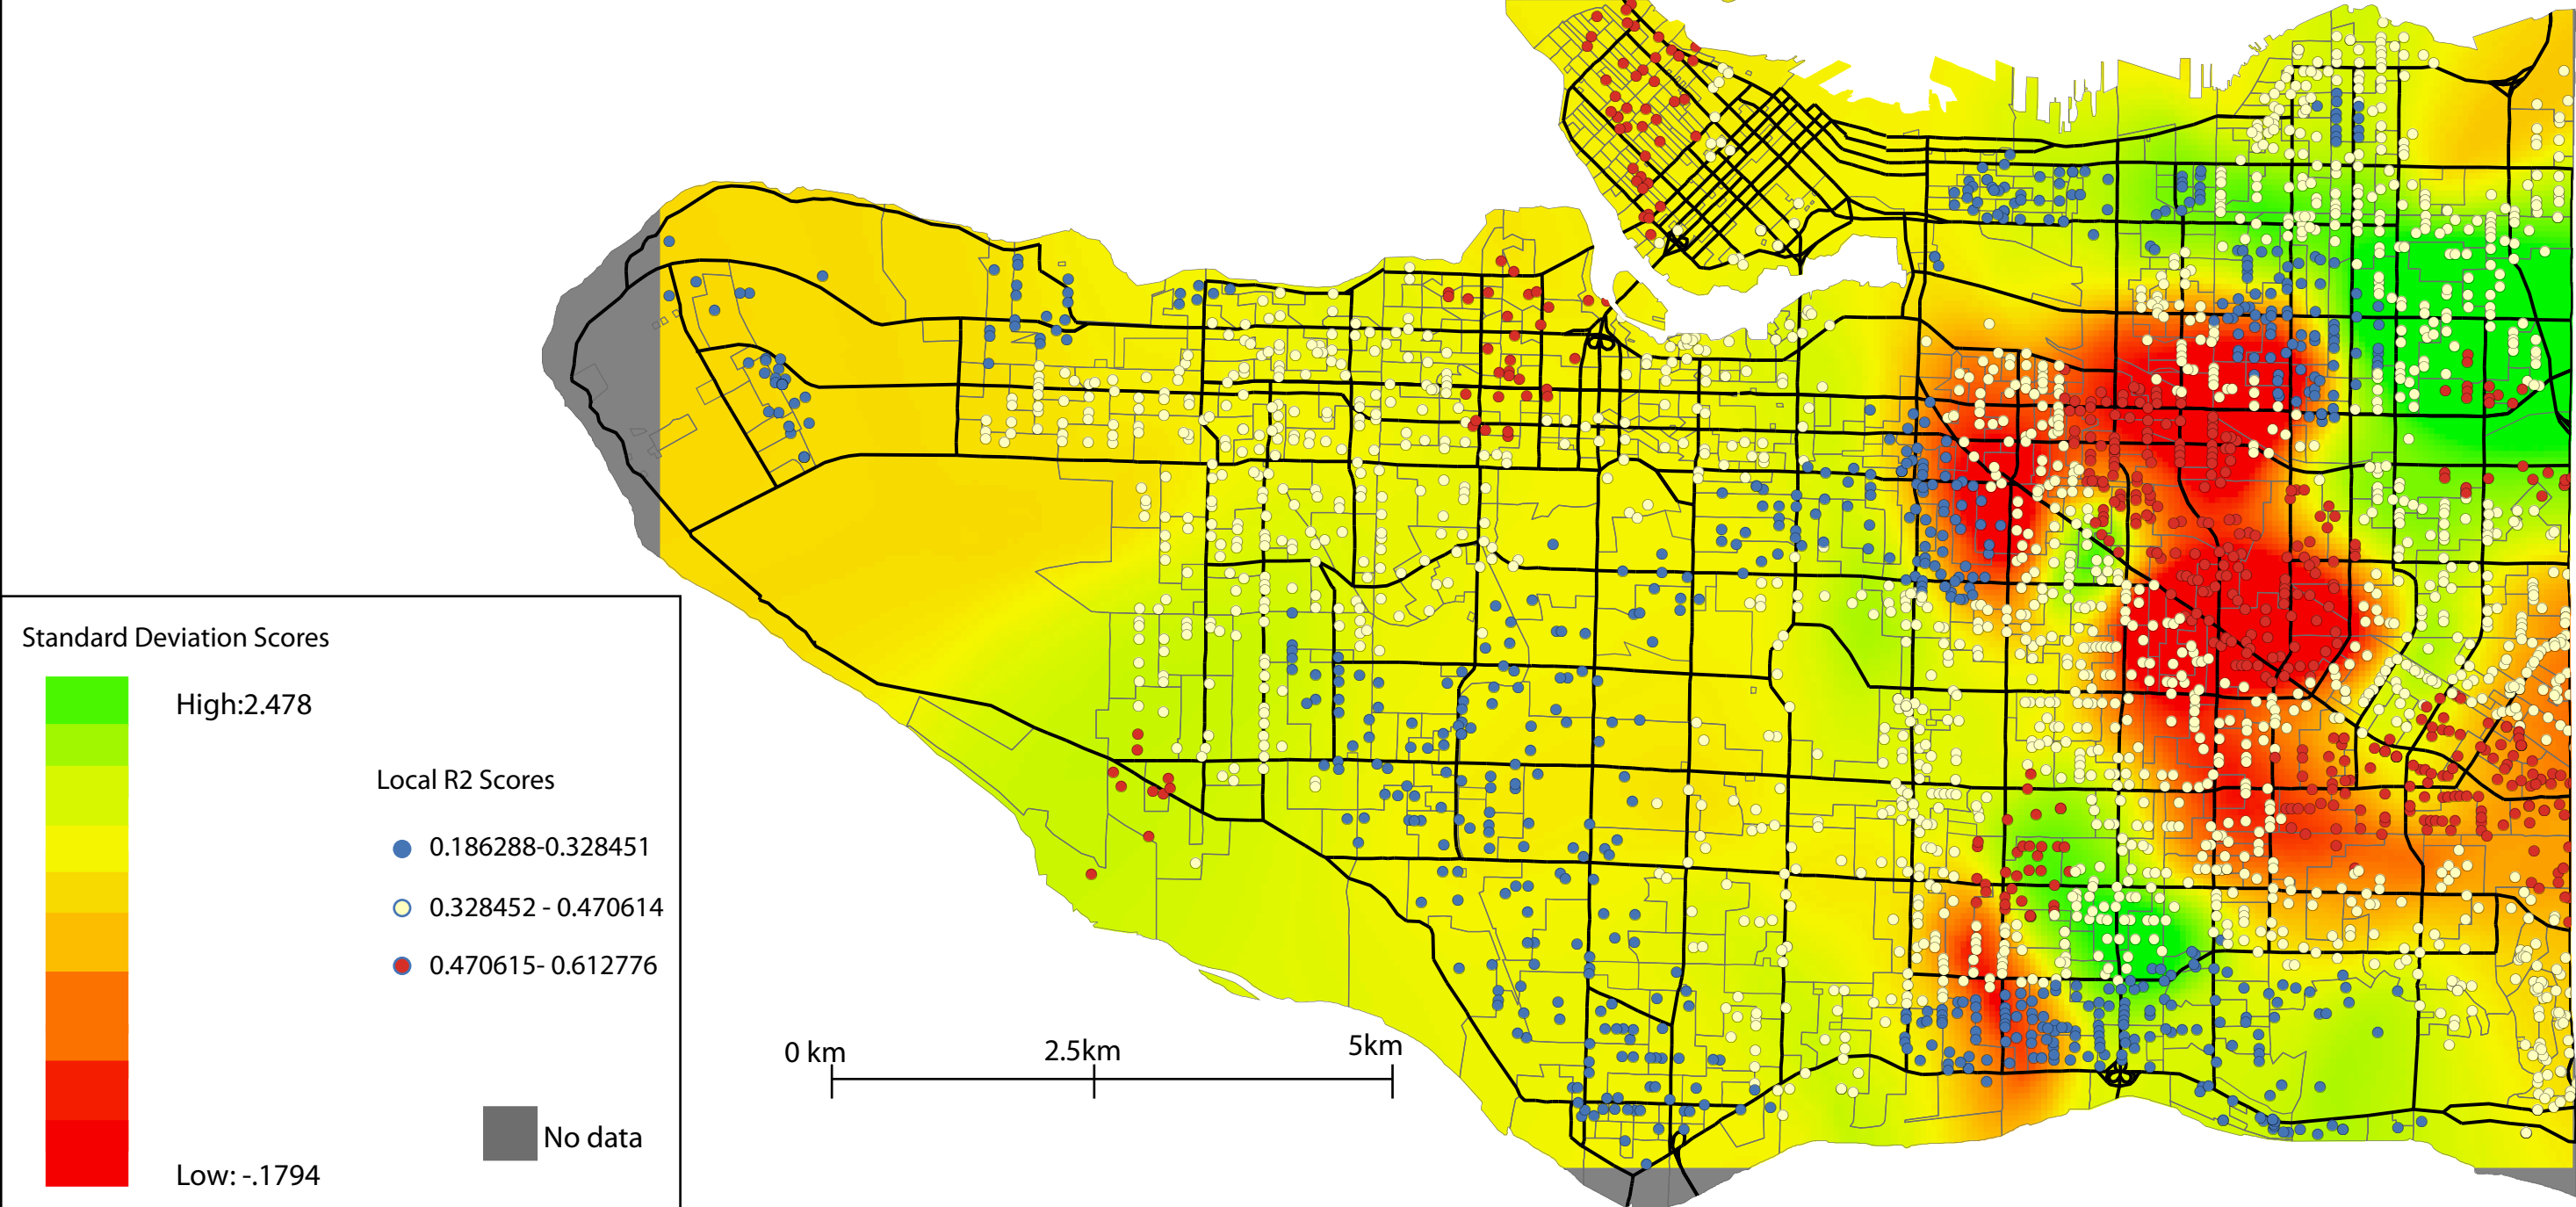 Standard Deviation Scores
High:2.478
Local R2 Scores
0.186288-0.328451
0.328452 - 0.470614
0.470615- 0.612776
No data
Low: -.1794
0 km
2.5km
5km